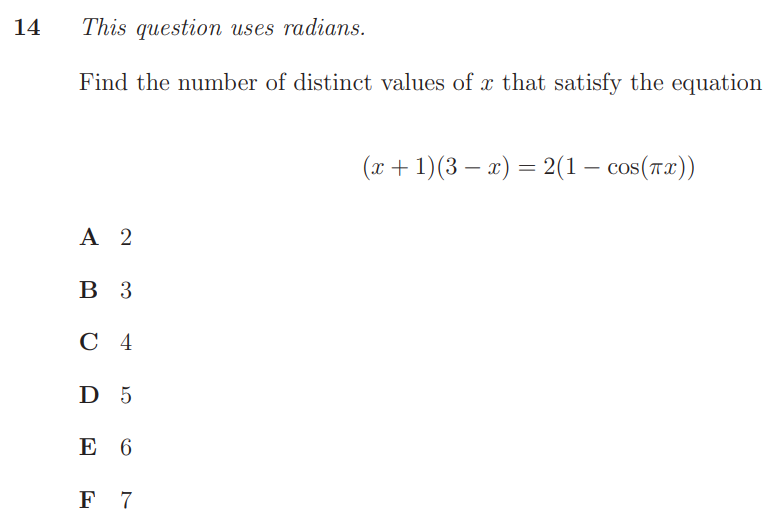 14 This question uses radians.
Find the number of distinct values of x that satisfy the equation
(x + 1)(3 − x) = 2(1 − cos(πx))
A 2
B 3
C 4
D 5
E 6
F 7